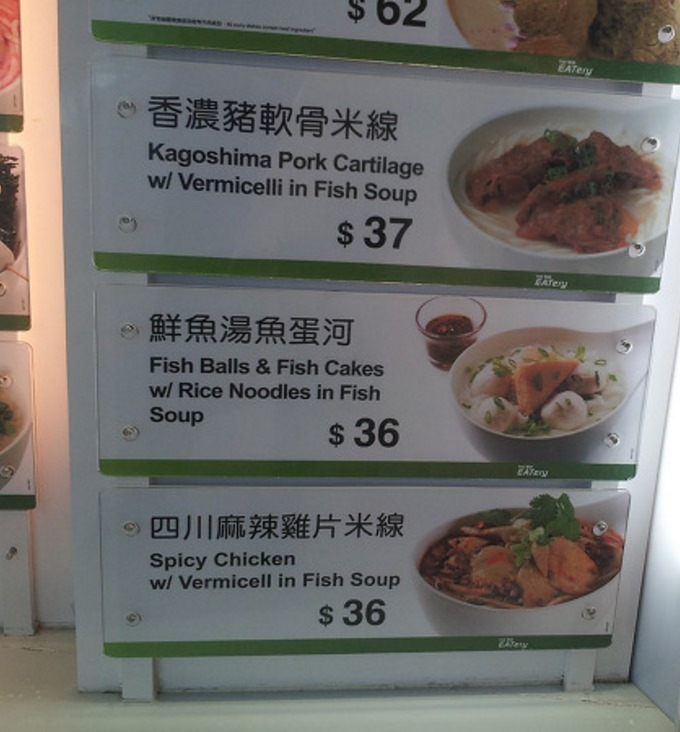 $ 62
EATery
香濃豬軟骨米線
Kagoshima Pork Cartilage
w/ Vermicelli in Fish Soup
$ 37
EATery
鮮魚湯魚蛋河
Fish Balls & Fish Cakes
w/ Rice Noodles in Fish
Soup
$ 36
EATery
四川麻辣雞片米線
Spicy Chicken
w/ Vermicell in Fish Soup
$ 36
EATery